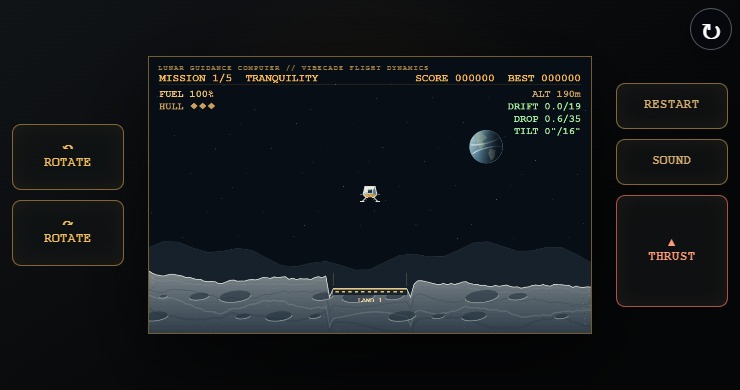 LUNAR GUIDANCE COMPUTER // VIBECADE FLIGHT DYNAMICS
MISSION 1/5 TRANQUILITY SCORE 000000 BEST 000000
FUEL 100% ALT 190m
HULL ◆◆◆ DRIFT 0.0/19
DROP 0.6/35
TILT 0°/16°
LAND 1
ROTATE
ROTATE
RESTART
SOUND
▲
THRUST